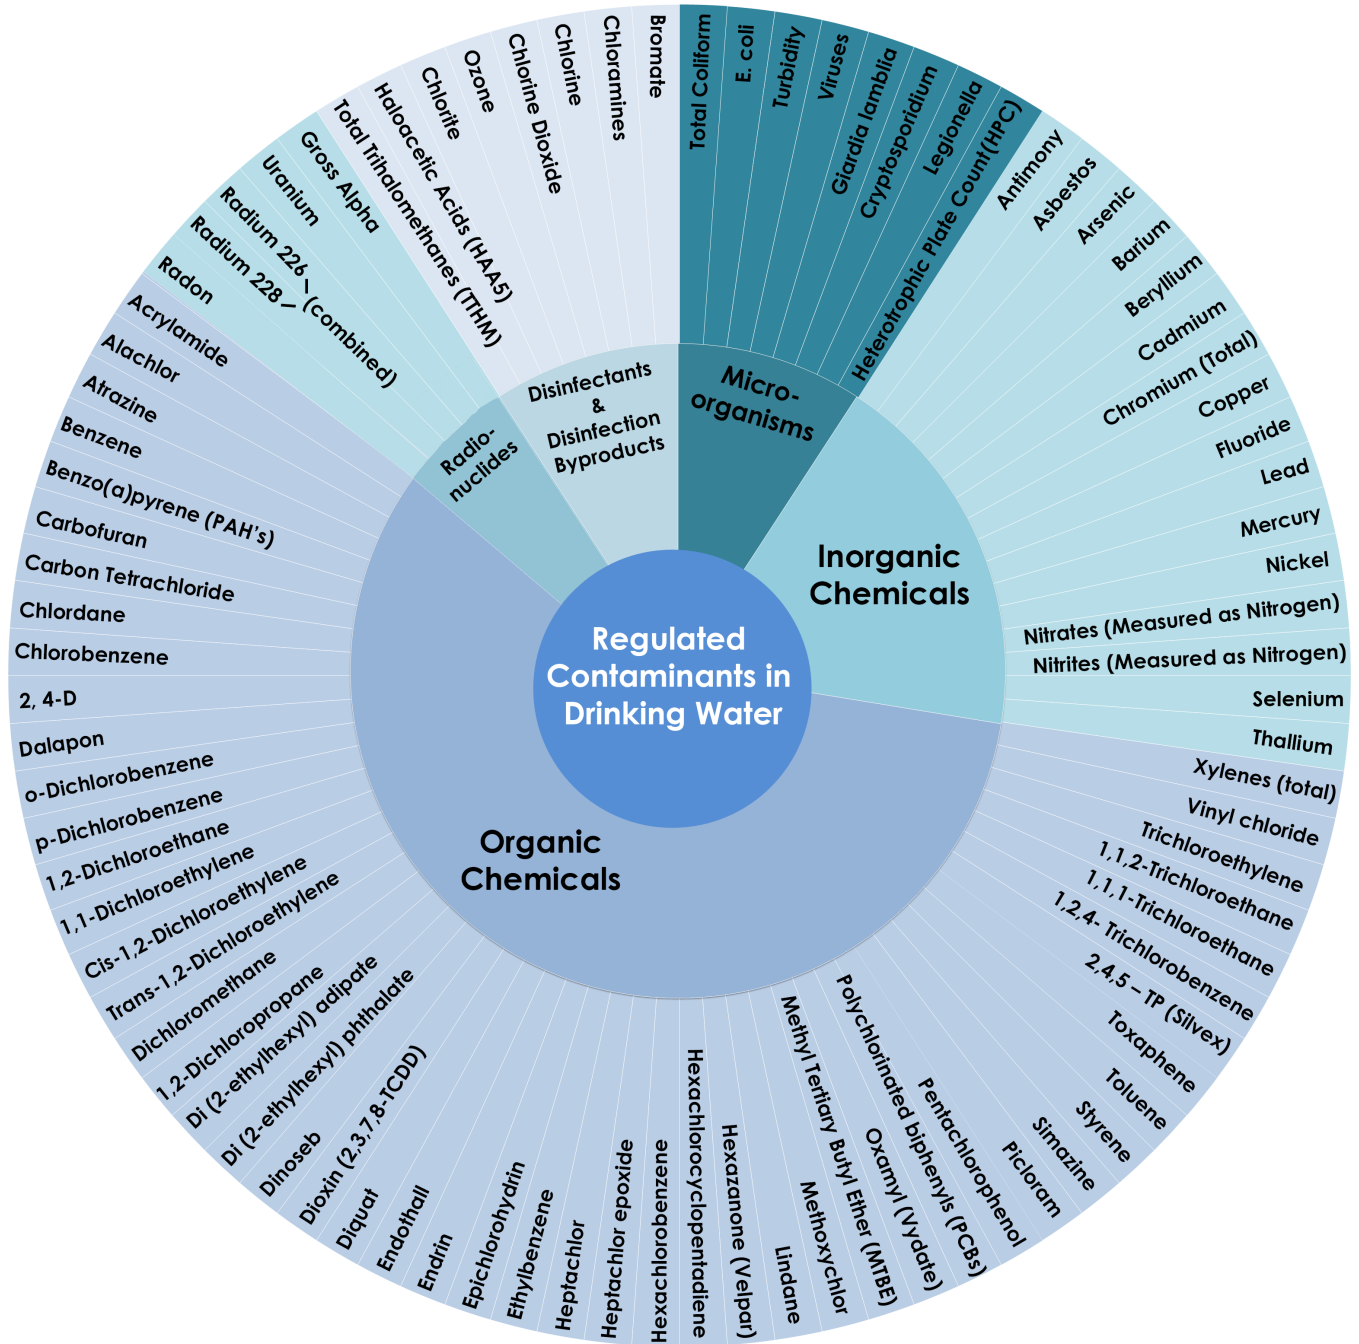 Regulated
Contaminants in
Drinking Water
Micro-
organisms
Total Coliform
E. coli
Turbidity
Viruses
Giardia lamblia
Cryptosporidium
Legionella
Heterotrophic Plate Count(HPC)
Inorganic
Chemicals
Antimony
Asbestos
Arsenic
Barium
Beryllium
Cadmium
Chromium (Total)
Copper
Fluoride
Lead
Mercury
Nickel
Nitrates (Measured as Nitrogen)
Nitrites (Measured as Nitrogen)
Selenium
Thallium
Organic
Chemicals
Xylenes (total)
Vinyl chloride
Trichloroethylene
1,1,2-Trichloroethane
1,1,1-Trichloroethane
1,2,4- Trichlorobenzene
2,4,5 – TP (Silvex)
Toxaphene
Toluene
Styrene
Simazine
Picloram
Pentachlorophenol
Polychlorinated biphenyls (PCBs)
Oxamyl (Vydate)
Methyl Tertiary Butyl Ether (MTBE)
Methoxychlor
Lindane
Hexazanone (Velpar)
Hexachlorocyclopentadiene
Hexachlorobenzene
Heptachlor epoxide
Heptachlor
Ethylbenzene
Epichlorohydrin
Endrin
Endothall
Diquat
Dioxin (2,3,7,8-TCDD)
Dinoseb
Di (2-ethylhexyl) phthalate
Di (2-ethylhexyl) adipate
1,2-Dichloropropane
Dichloromethane
Trans-1,2-Dichloroethylene
Cis-1,2-Dichloroethylene
1,1-Dichloroethylene
1,2-Dichloroethane
p-Dichlorobenzene
o-Dichlorobenzene
Dalapon
2, 4-D
Chlorobenzene
Chlordane
Carbon Tetrachloride
Carbofuran
Benzo(a)pyrene (PAH's)
Benzene
Atrazine
Alachlor
Acrylamide
Radio-
nuclides
Radon
Radium 228
Radium 226
(combined)
Uranium
Gross Alpha
Disinfectants
&
Disinfection
Byproducts
Total Trihalomethanes (TTHM)
Haloacetic Acids (HAA5)
Chlorite
Ozone
Chlorine Dioxide
Chlorine
Chloramines
Bromate